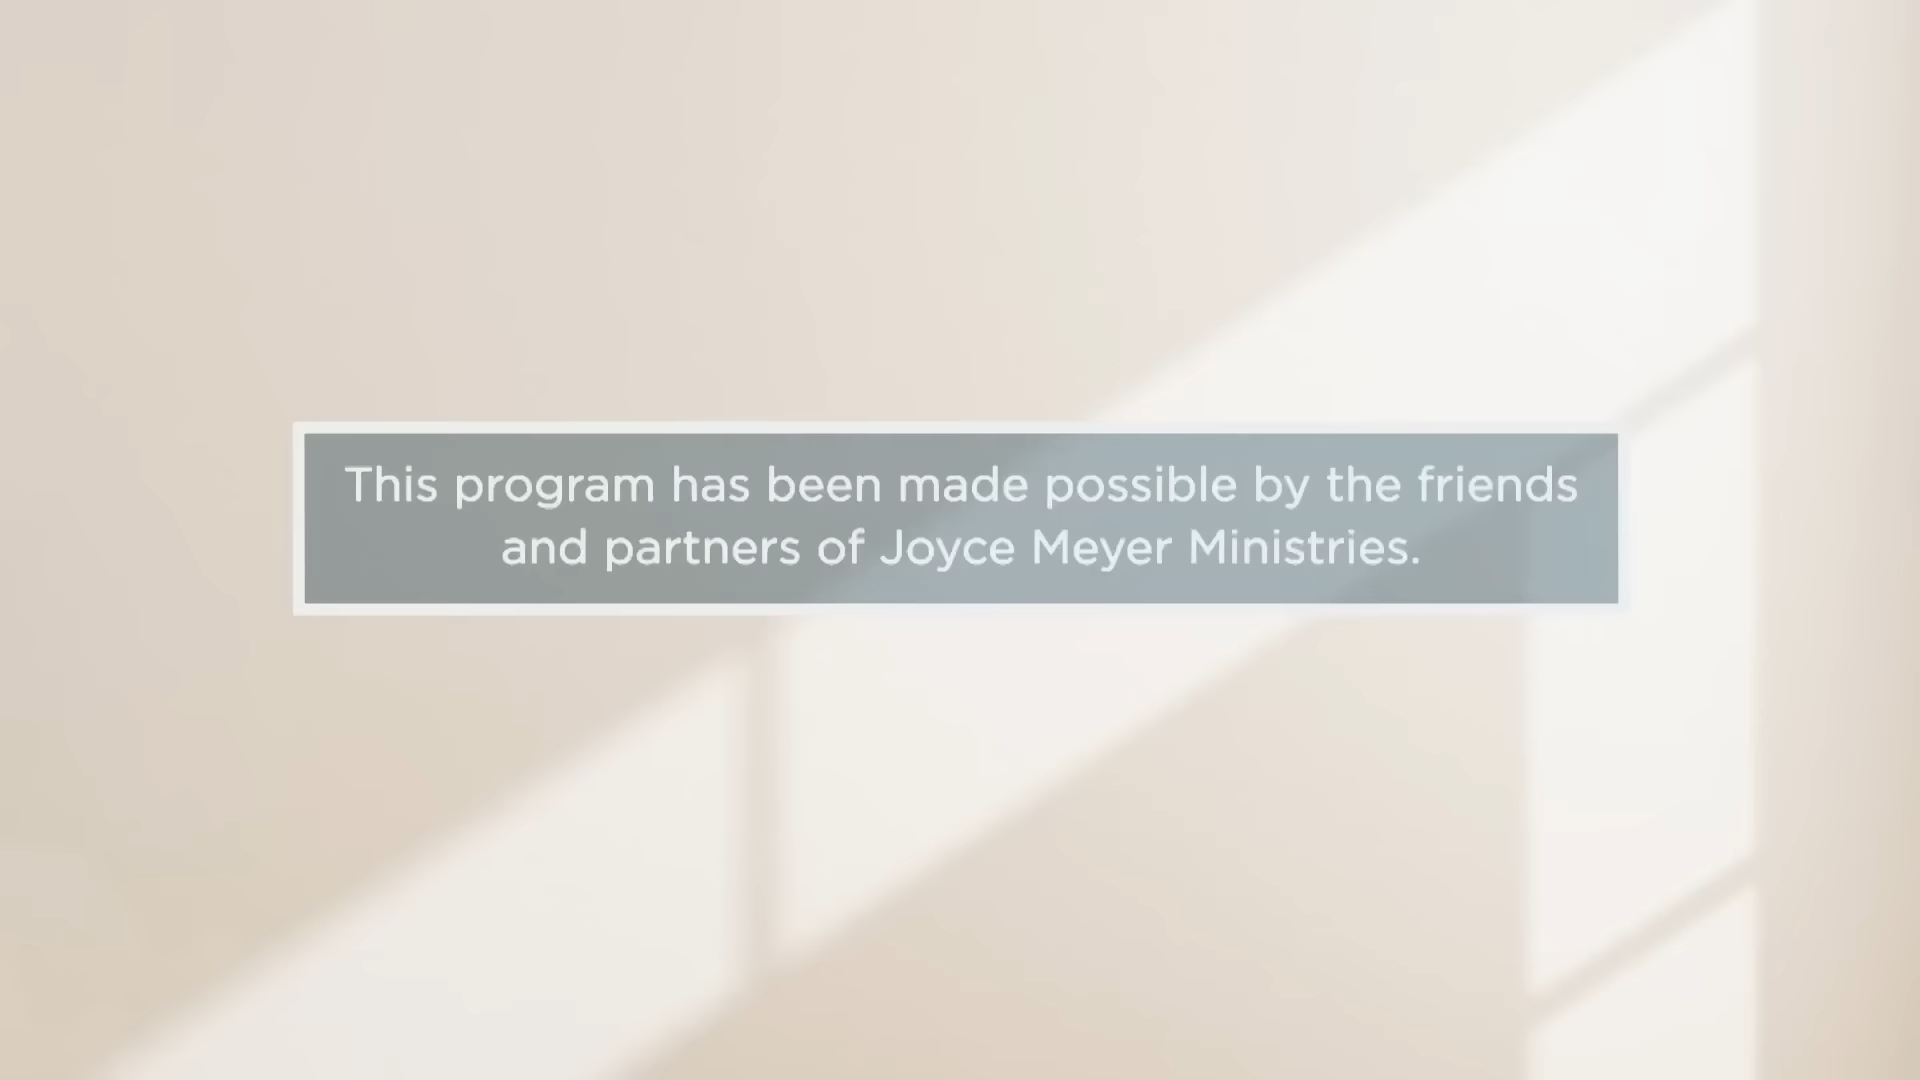 This program has been made possible by the friends
and partners of Joyce Meyer Ministries.